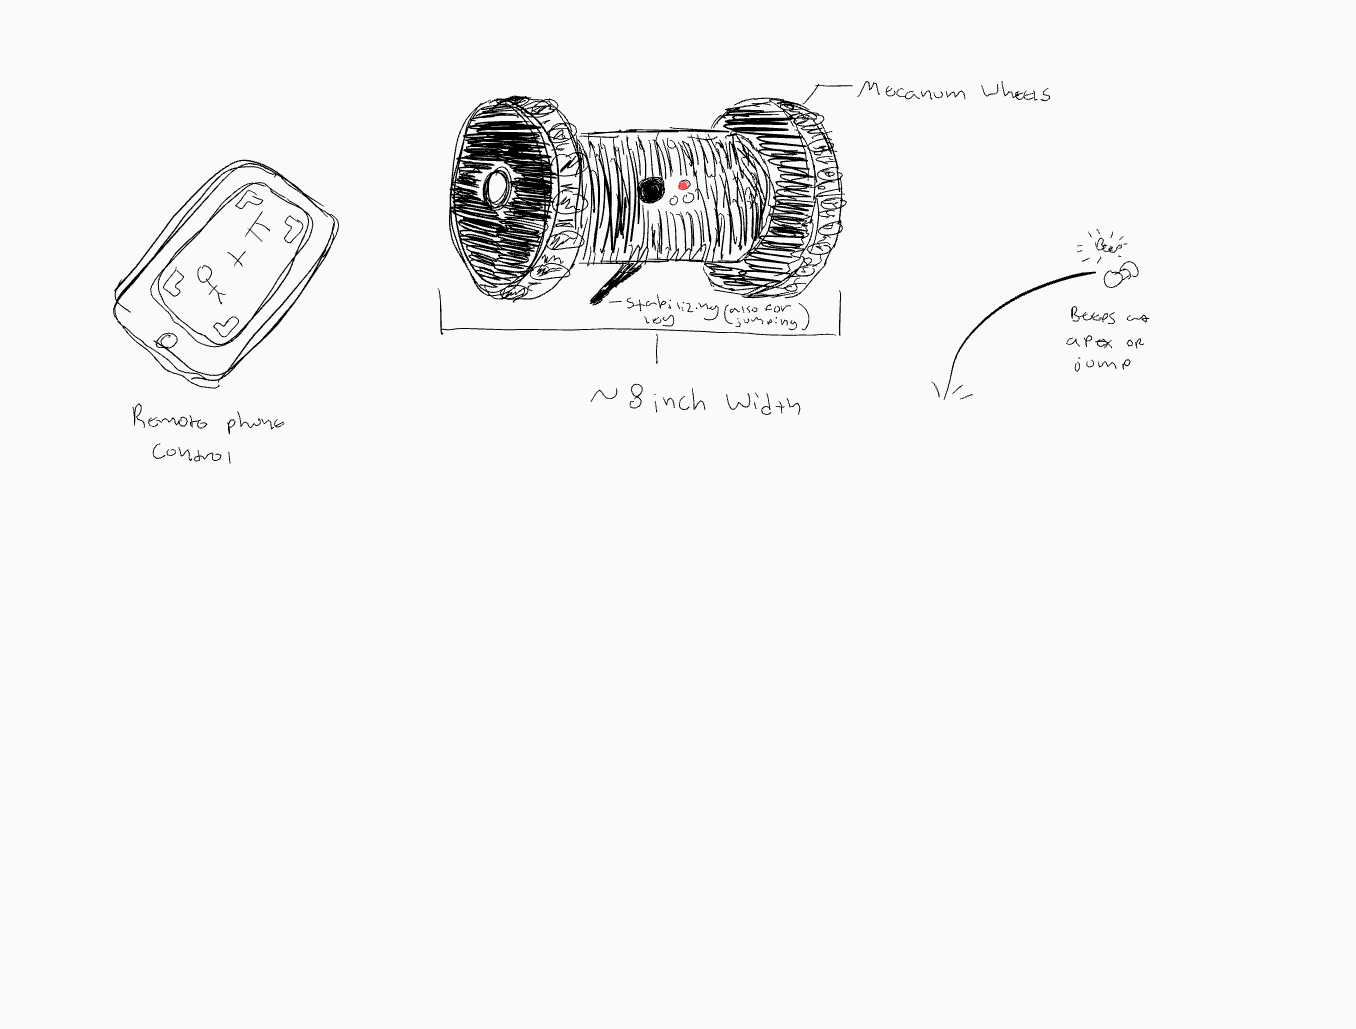 Mecanum Wheels
Beep
Stabilizing (also for
leg jumping)
Beeps at
apex of
jump
~ 8 inch Width
Remote phone
Control